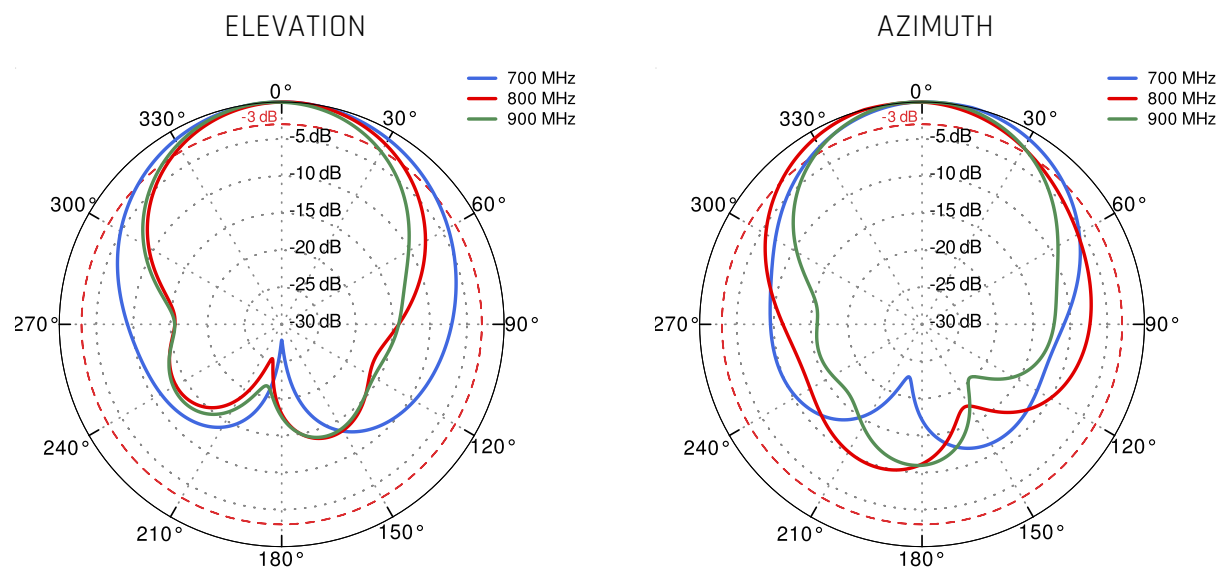 ELEVATION
700 MHz
800 MHz
900 MHz
0°
330°
-3 dB
30°
-5 dB
-10 dB
300°
-15 dB
60°
-20 dB
-25 dB
270°
-30 dB
90°
240°
120°
210°
150°
180°
AZIMUTH
700 MHz
800 MHz
900 MHz
0°
330°
-3 dB
30°
-5 dB
-10 dB
300°
-15 dB
60°
-20 dB
-25 dB
270°
-30 dB
90°
240°
120°
210°
150°
180°